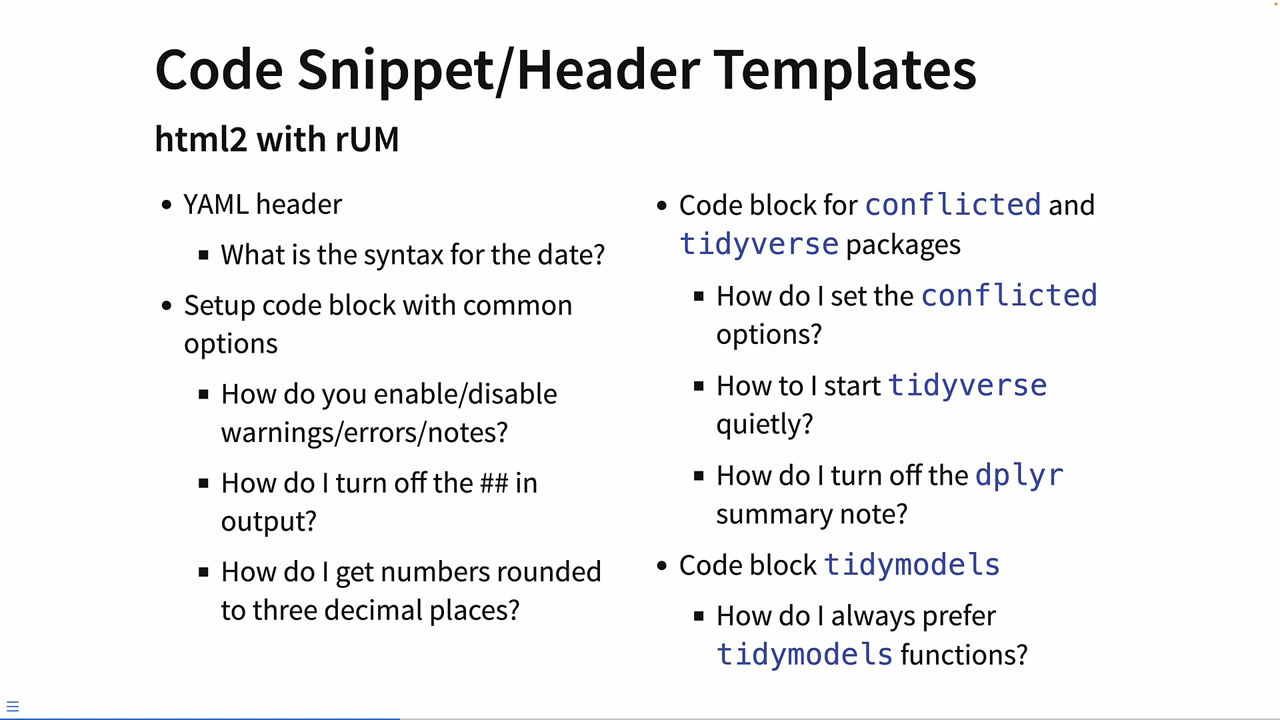 Code Snippet/Header Templates
html2 with rUM
• YAML header
▪ What is the syntax for the date?
• Setup code block with common
options
▪ How do you enable/disable
warnings/errors/notes?
▪ How do I turn off the ## in
output?
▪ How do I get numbers rounded
to three decimal places?
• Code block for conflicted and
tidyverse packages
▪ How do I set the conflicted
options?
▪ How to I start tidyverse
quietly?
▪ How do I turn off the dplyr
summary note?
• Code block tidymodels
▪ How do I always prefer
tidymodels functions?